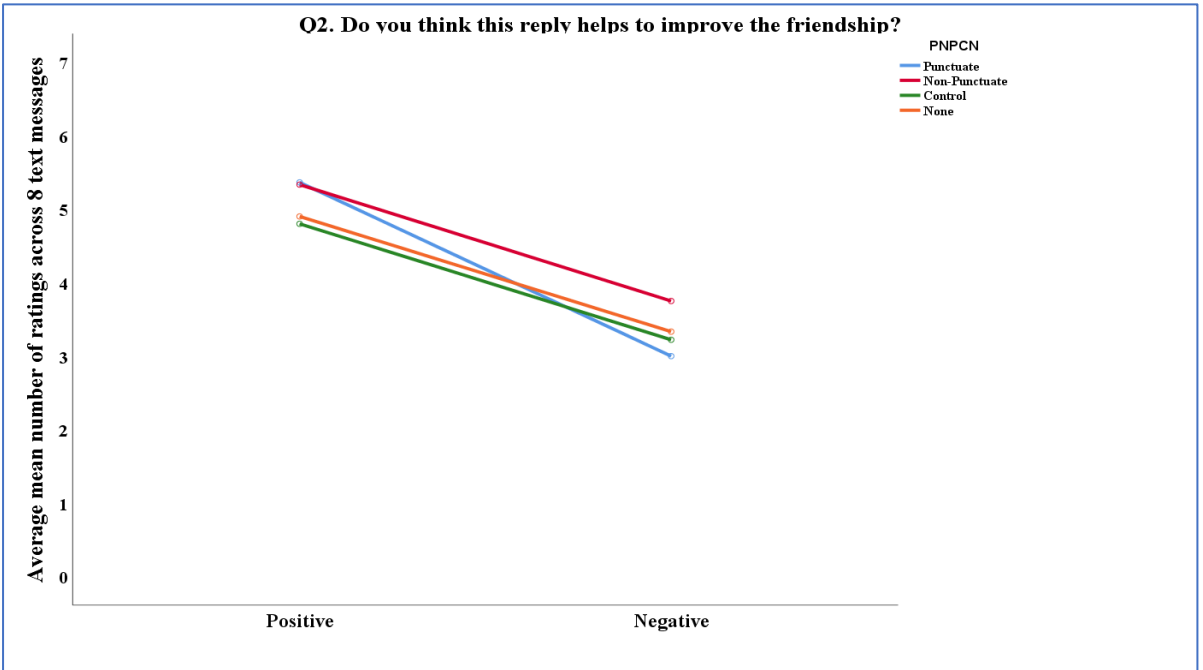 Q2. Do you think this reply helps to improve the friendship?
PNPCN
Punctuate
Non-Punctuate
Control
None
Average mean number of ratings across 8 text messages
7
6
5
4
3
2
1
0
Positive Negative